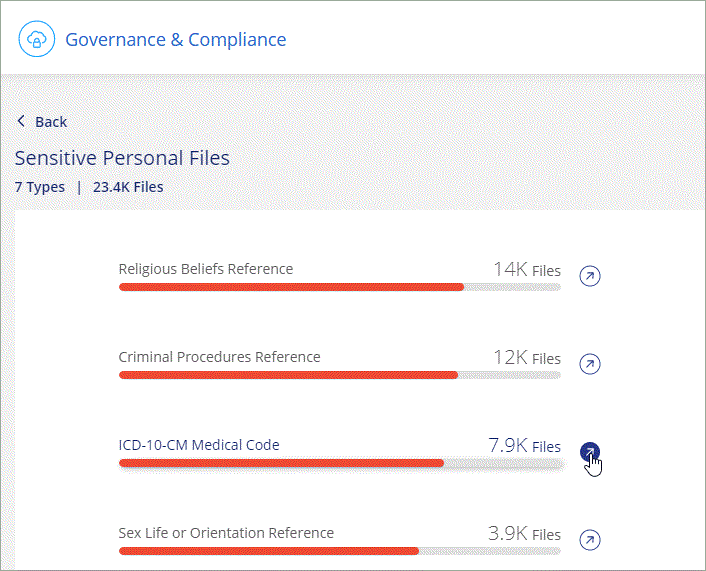 Governance & Compliance
Back
Sensitive Personal Files
7 Types | 23.4K Files
Religious Beliefs Reference 14K Files
Criminal Procedures Reference 12K Files
ICD-10-CM Medical Code 7.9K Files
Sex Life or Orientation Reference 3.9K Files